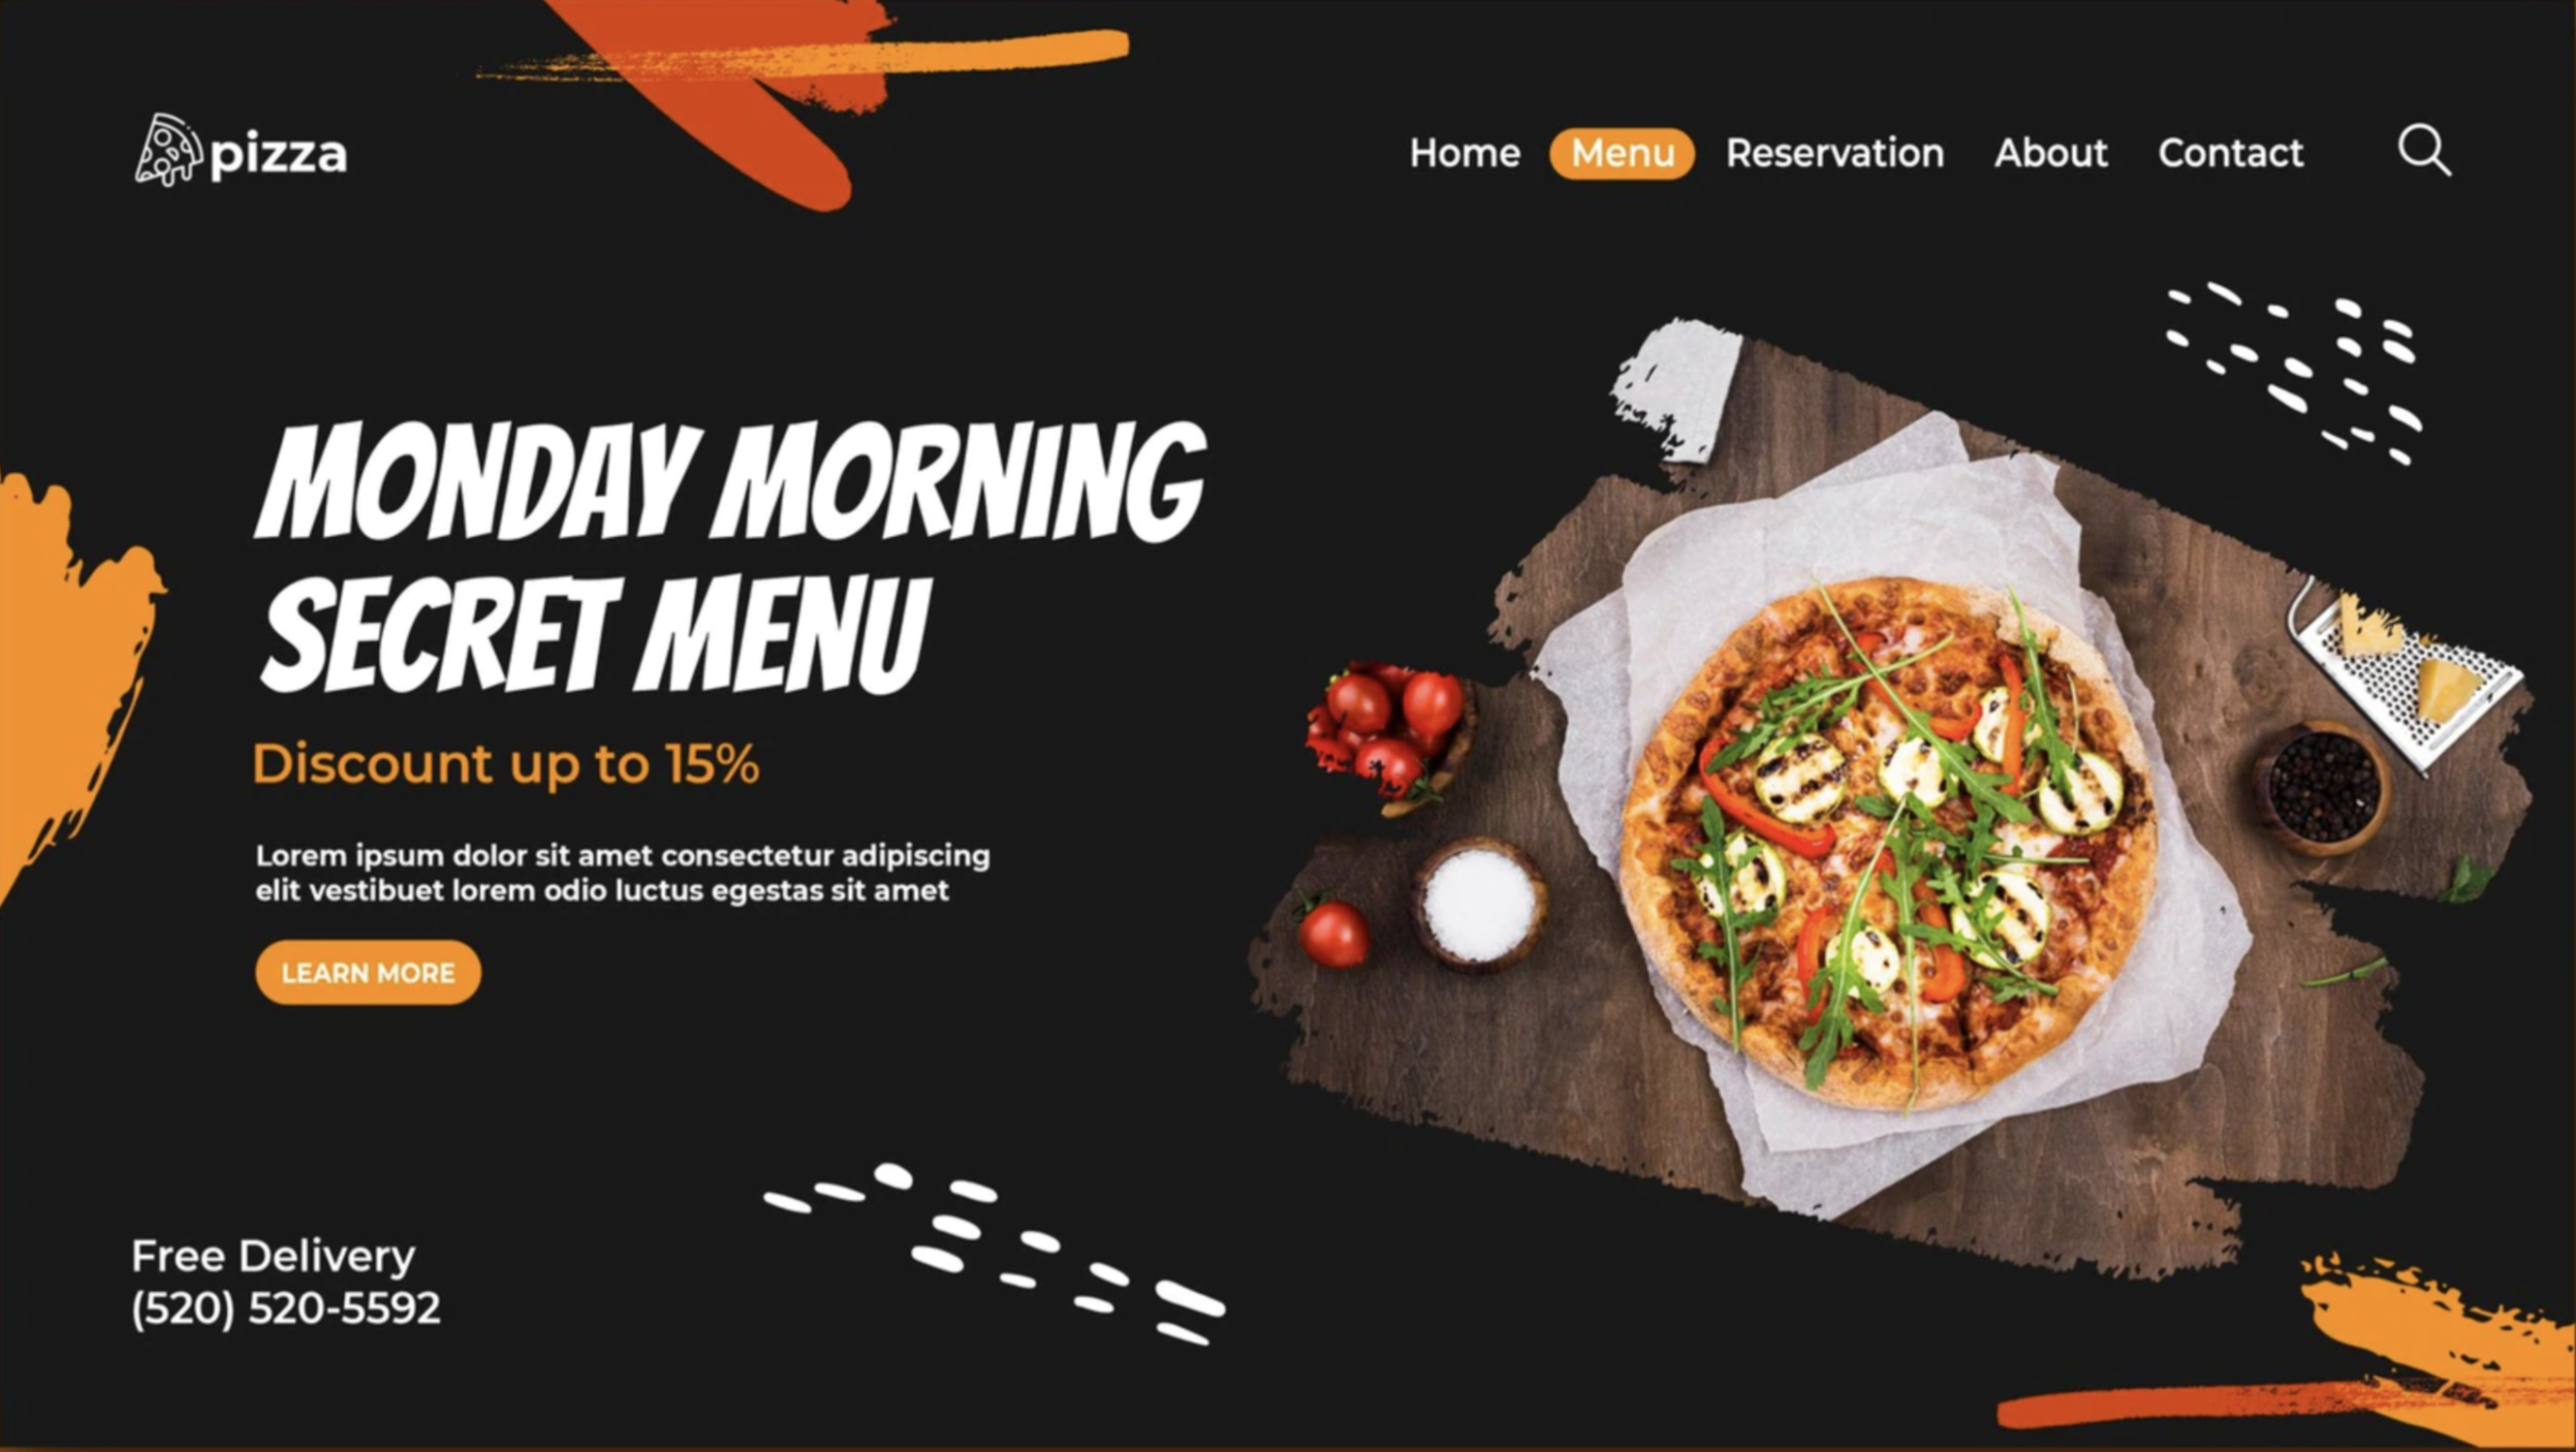 pizza
Home Menu Reservation About Contact
MONDAY MORNING
SECRET MENU
Discount up to 15%
Lorem ipsum dolor sit amet consectetur adipiscing
elit vestibuet lorem odio luctus egestas sit amet
LEARN MORE
Free Delivery
(520) 520-5592